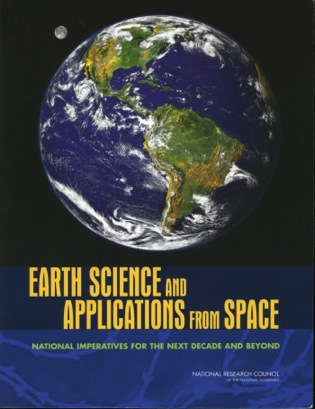 EARTH SCIENCE AND
APPLICATIONS FROM SPACE
NATIONAL IMPERATIVES FOR THE NEXT DECADE AND BEYOND
NATIONAL RESEARCH COUNCIL
OF THE NATIONAL ACADEMIES